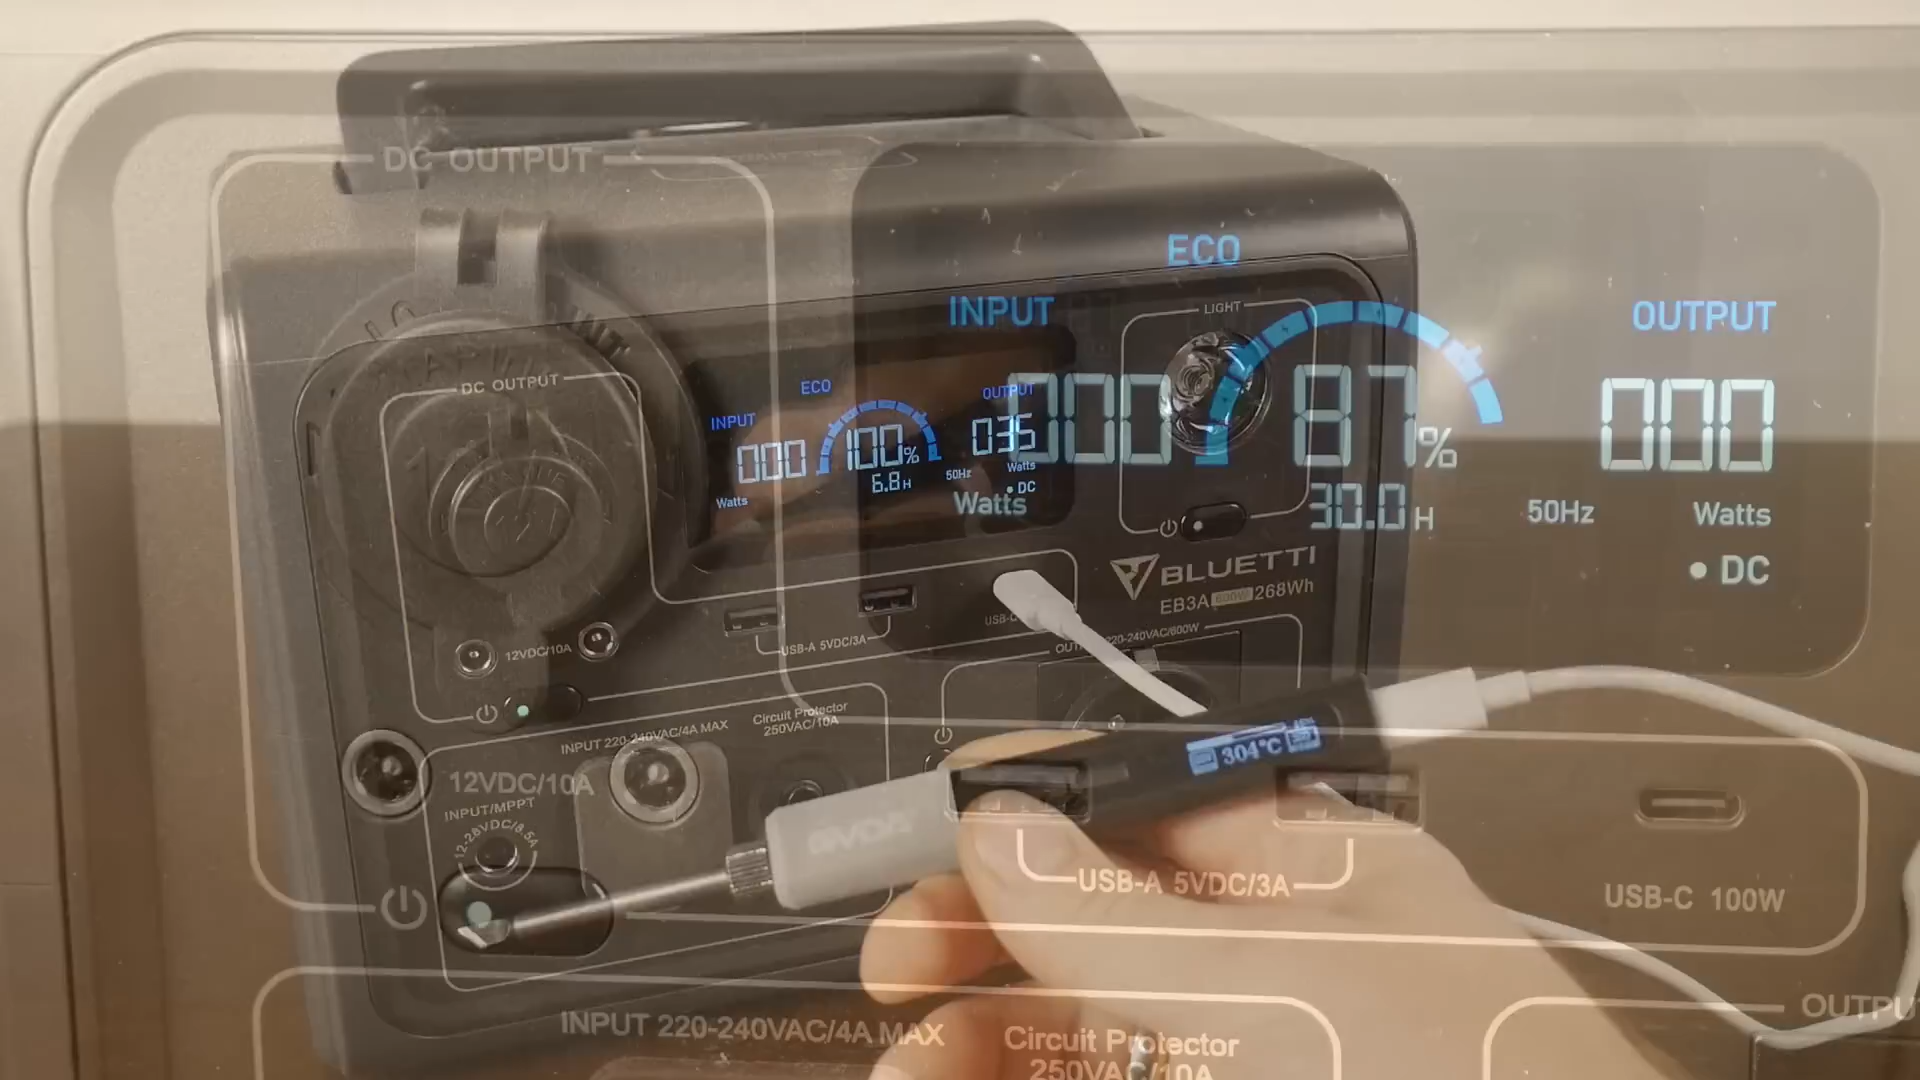 DC OUTPUT
ECO
INPUT
OUTPUT
000
87%
000
Watts
30.0H
50Hz
Watts
DC
12VDC/10A
USB-A 5VDC/3A
USB-C 100W
INPUT 220-240VAC/4A MAX
Circuit Protector
250VAC/10A
DC OUTPUT
ECO
INPUT
OUTPUT
000
100%
035
Watts
6.8H
50Hz
Watts
DC
LIGHT
BLUETTI
EB3A 600W 268Wh
12VDC/10A
USB-A 5VDC/3A
220-240VAC/600W
INPUT 220-240VAC/4A MAX
Circuit Protector
250VAC/10A
INPUT/MPPT
12-28VDC/8.5A
304°C